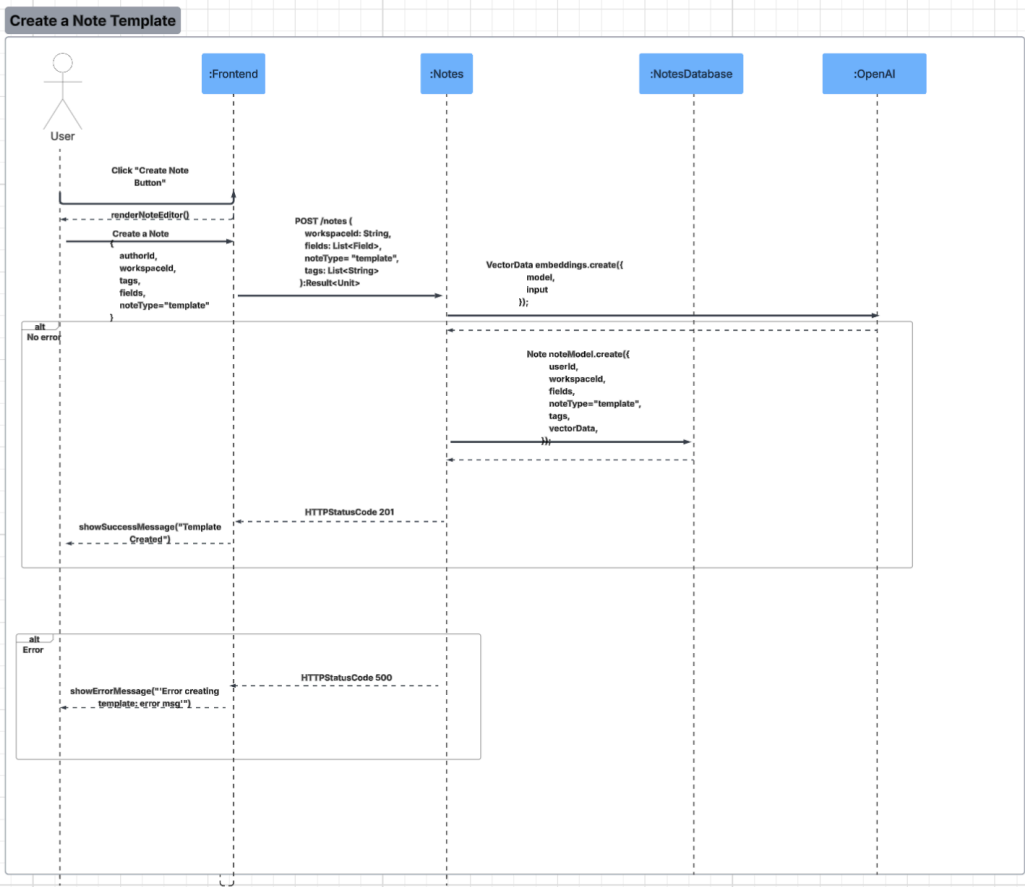 Create a Note Template
:Frontend
:Notes
:NotesDatabase
:OpenAI
User
Click "Create Note
Button"
renderNoteEditor()
Create a Note
{
authorId,
workspaceId,
tags,
fields,
noteType="template"
}
POST /notes (
workspaceId: String,
fields: List<Field>,
noteType= "template",
tags: List<String>
):Result<Unit>
VectorData embeddings.create({
model,
input
});
alt
No error
Note noteModel.create({
userId,
workspaceId,
fields,
noteType="template",
tags,
vectorData,
});
HTTPStatusCode 201
showSuccessMessage("Template
Created")
alt
Error
HTTPStatusCode 500
showErrorMessage("'Error creating
template: error msg'")